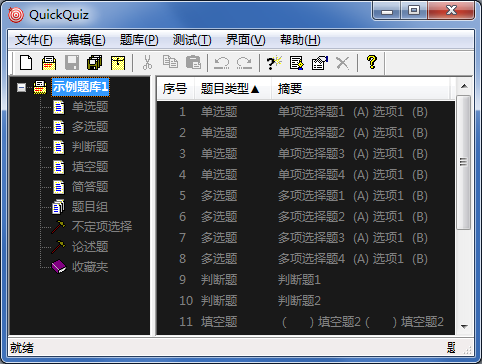 QuickQuiz
文件(F) 编辑(E) 题库(P) 测试(T) 界面(V) 帮助(H)
示例题库1
单选题
多选题
判断题
填空题
简答题
题目组
不定项选择
论述题
收藏夹
序号 题目类型▲ 摘要
1 单选题 单项选择题1 (A) 选项1 (B)
2 单选题 单项选择题2 (A) 选项1 (B)
3 单选题 单项选择题3 (A) 选项1 (B)
4 单选题 单项选择题4 (A) 选项1 (B)
5 多选题 多项选择题1 (A) 选项1 (B)
6 多选题 多项选择题2 (A) 选项1 (B)
7 多选题 多项选择题3 (A) 选项1 (B)
8 多选题 多项选择题4 (A) 选项1 (B)
9 判断题 判断题1
10 判断题 判断题2
11 填空题 ( ) 填空题2 ( ) 填空题2
就绪